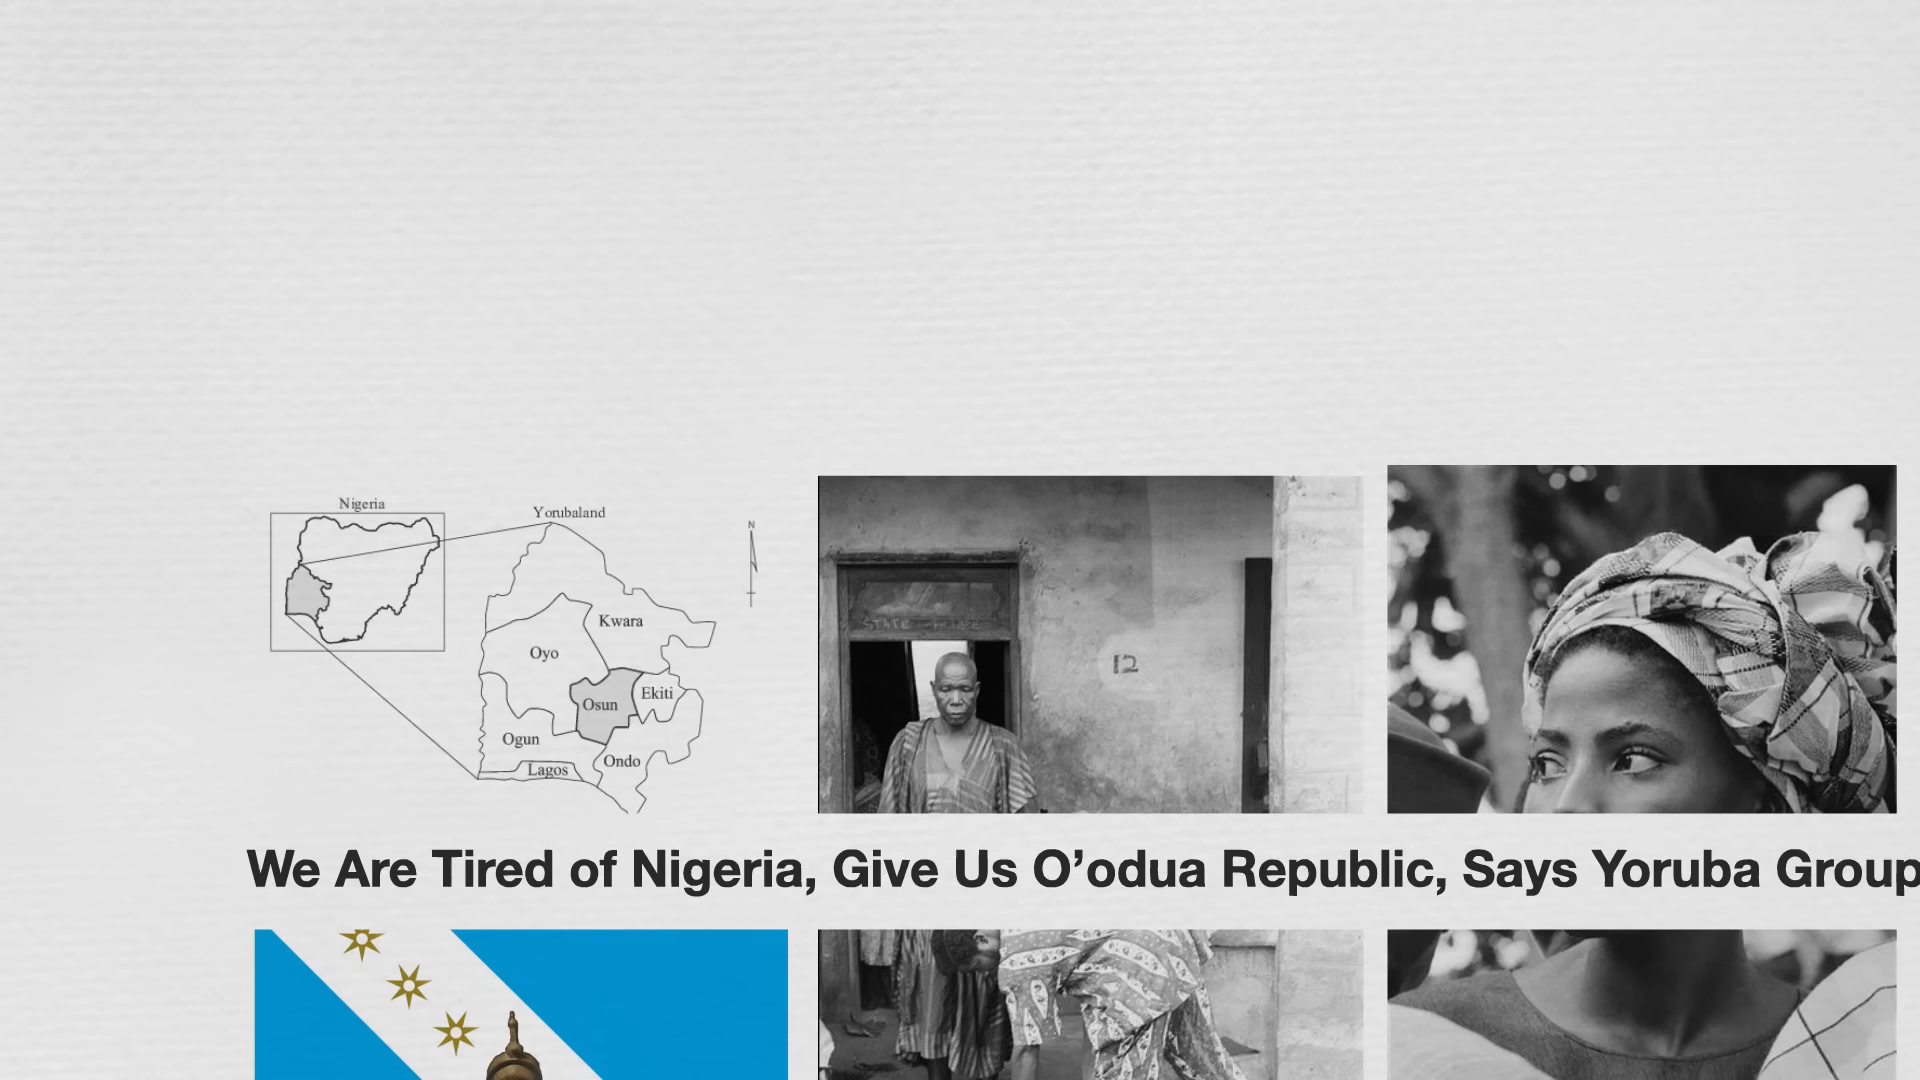 Nigeria
Yorubaland
N
Kwara
Oyo
Osun
Ekiti
Ogun
Lagos
Ondo
12
We Are Tired of Nigeria, Give Us O’odua Republic, Says Yoruba Group